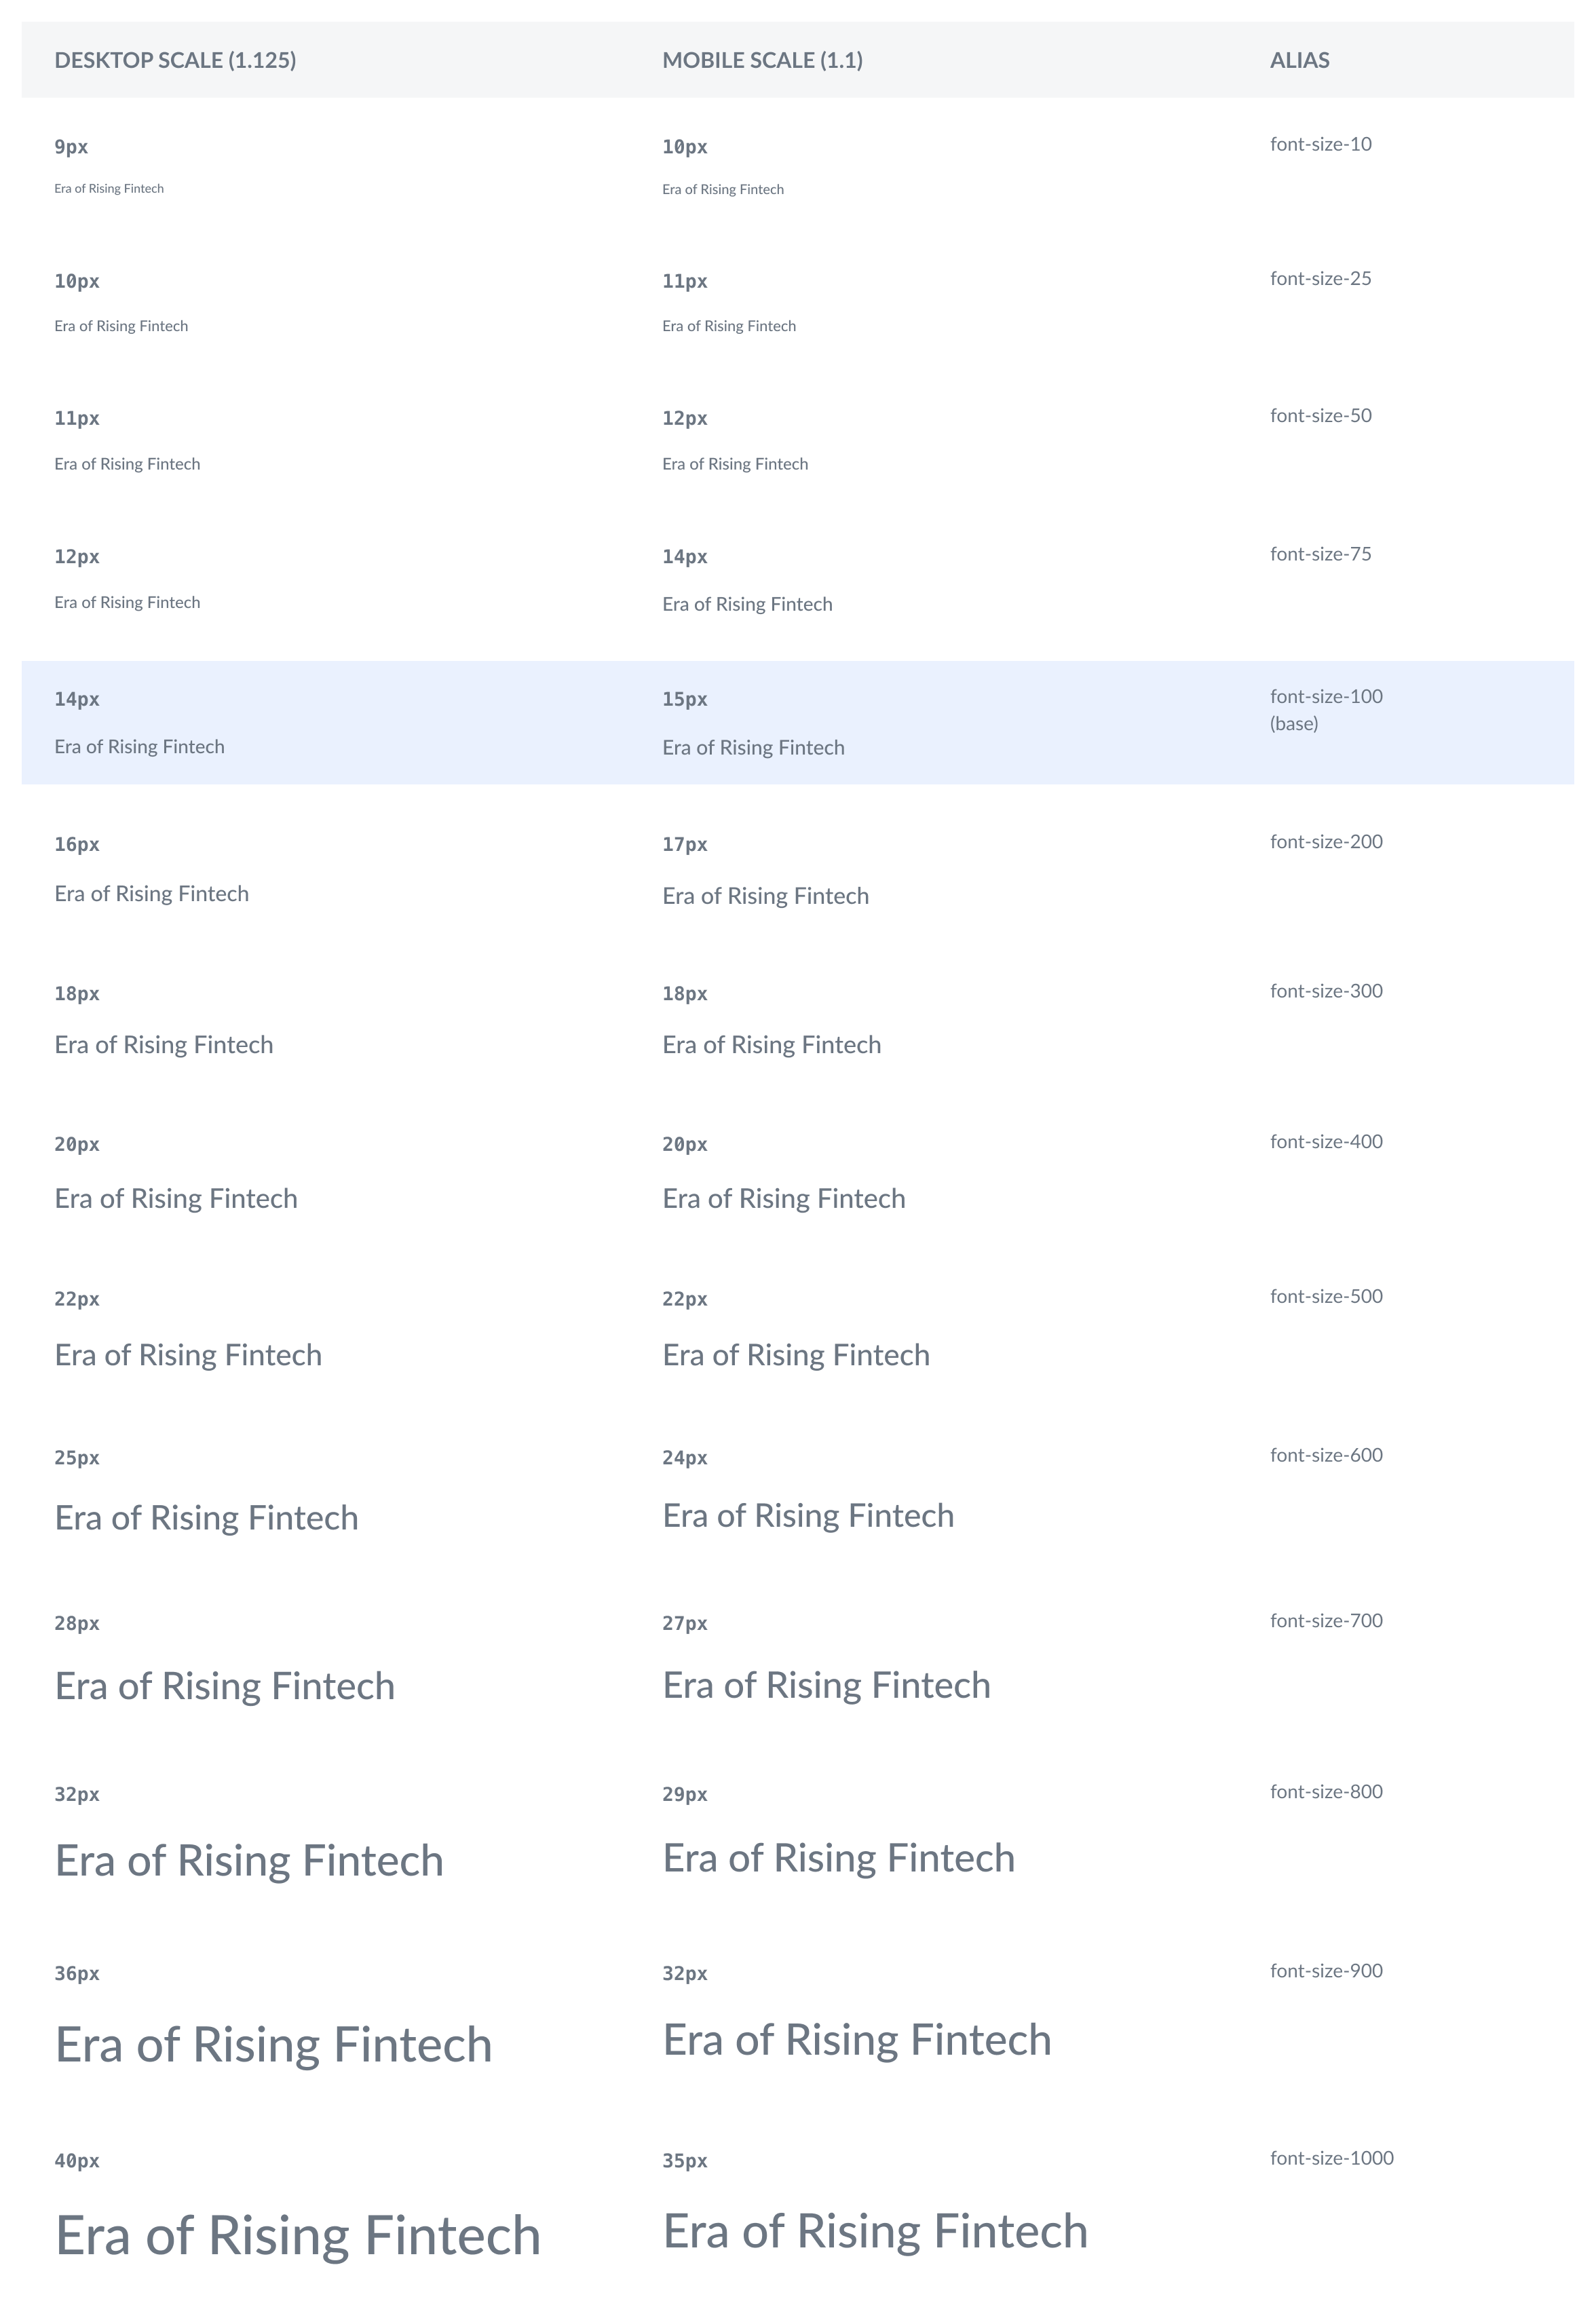 DESKTOP SCALE (1.125) MOBILE SCALE (1.1) ALIAS
9px 10px font-size-10
Era of Rising Fintech Era of Rising Fintech
10px 11px font-size-25
Era of Rising Fintech Era of Rising Fintech
11px 12px font-size-50
Era of Rising Fintech Era of Rising Fintech
12px 14px font-size-75
Era of Rising Fintech Era of Rising Fintech
14px 15px font-size-100
(base)
Era of Rising Fintech Era of Rising Fintech
16px 17px font-size-200
Era of Rising Fintech Era of Rising Fintech
18px 18px font-size-300
Era of Rising Fintech Era of Rising Fintech
20px 20px font-size-400
Era of Rising Fintech Era of Rising Fintech
22px 22px font-size-500
Era of Rising Fintech Era of Rising Fintech
25px 24px font-size-600
Era of Rising Fintech Era of Rising Fintech
28px 27px font-size-700
Era of Rising Fintech Era of Rising Fintech
32px 29px font-size-800
Era of Rising Fintech Era of Rising Fintech
36px 32px font-size-900
Era of Rising Fintech Era of Rising Fintech
40px 35px font-size-1000
Era of Rising Fintech Era of Rising Fintech